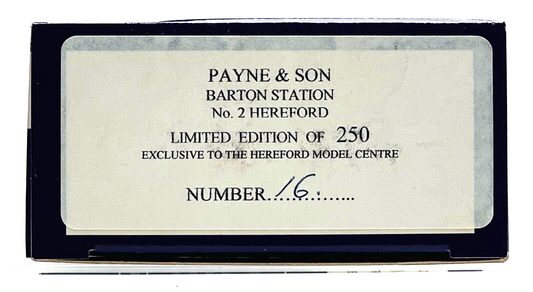 PAYNE & SON
BARTON STATION
No. 2 HEREFORD
LIMITED EDITION OF 250
EXCLUSIVE TO THE HEREFORD MODEL CENTRE
NUMBER....16...........